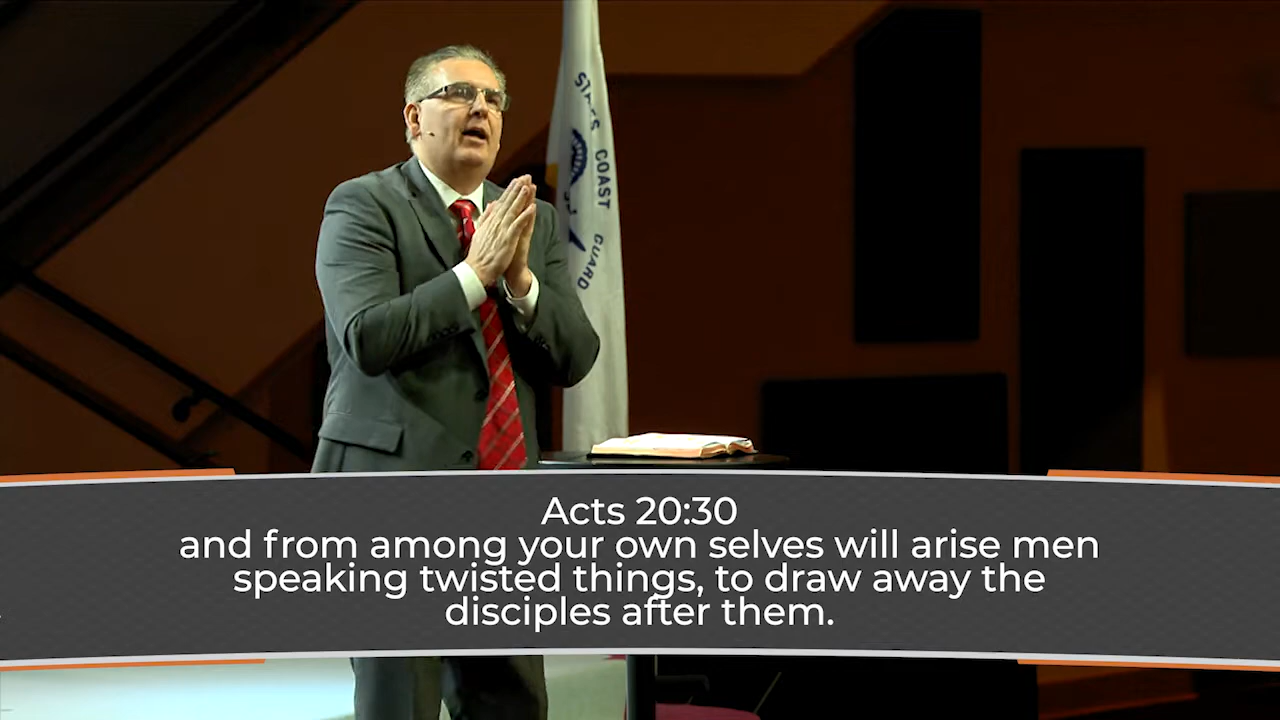 STATES COAST GUARD
Acts 20:30
and from among your own selves will arise men
speaking twisted things, to draw away the
disciples after them.